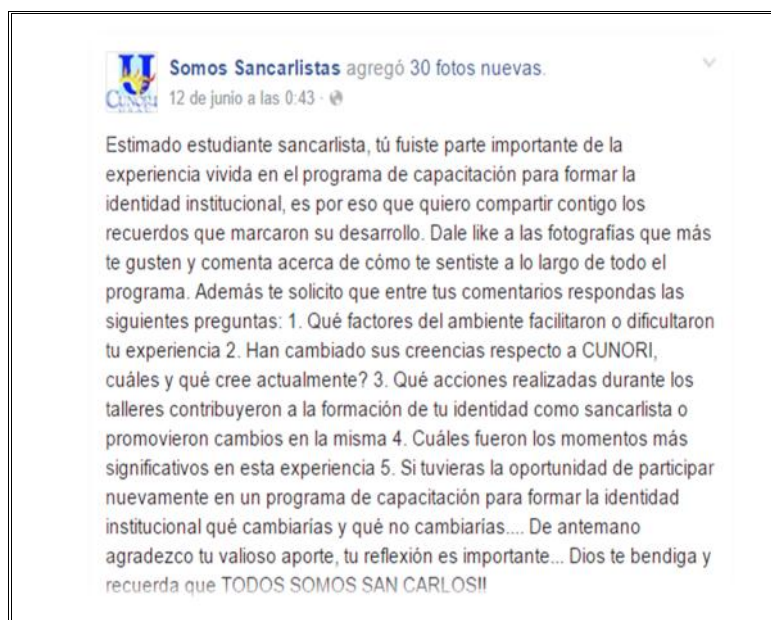 U
CUNORI
Somos Sancarlistas agregó 30 fotos nuevas.
12 de junio a las 0:43 ·
Estimado estudiante sancarlista, tú fuiste parte importante de la
experiencia vivida en el programa de capacitación para formar la
identidad institucional, es por eso que quiero compartir contigo los
recuerdos que marcaron su desarrollo. Dale like a las fotografías que más
te gusten y comenta acerca de cómo te sentiste a lo largo de todo el
programa. Además te solicito que entre tus comentarios respondas las
siguientes preguntas: 1. Qué factores del ambiente facilitaron o dificultaron
tu experiencia 2. Han cambiado sus creencias respecto a CUNORI,
cuáles y qué cree actualmente? 3. Qué acciones realizadas durante los
talleres contribuyeron a la formación de tu identidad como sancarlista o
promovieron cambios en la misma 4. Cuáles fueron los momentos más
significativos en esta experiencia 5. Si tuvieras la oportunidad de participar
nuevamente en un programa de capacitación para formar la identidad
institucional qué cambiarías y qué no cambiarías.... De antemano
agradezco tu valioso aporte, tu reflexión es importante... Dios te bendiga y
recuerda que TODOS SOMOS SAN CARLOS!!